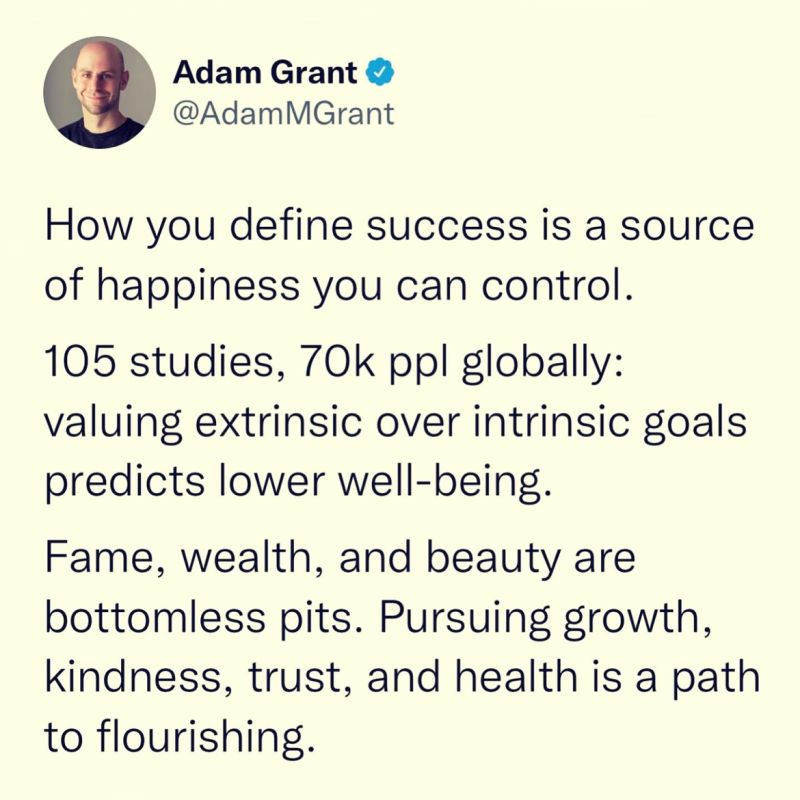 Adam Grant
@AdamMGrant
How you define success is a source
of happiness you can control.
105 studies, 70k ppl globally:
valuing extrinsic over intrinsic goals
predicts lower well-being.
Fame, wealth, and beauty are
bottomless pits. Pursuing growth,
kindness, trust, and health is a path
to flourishing.